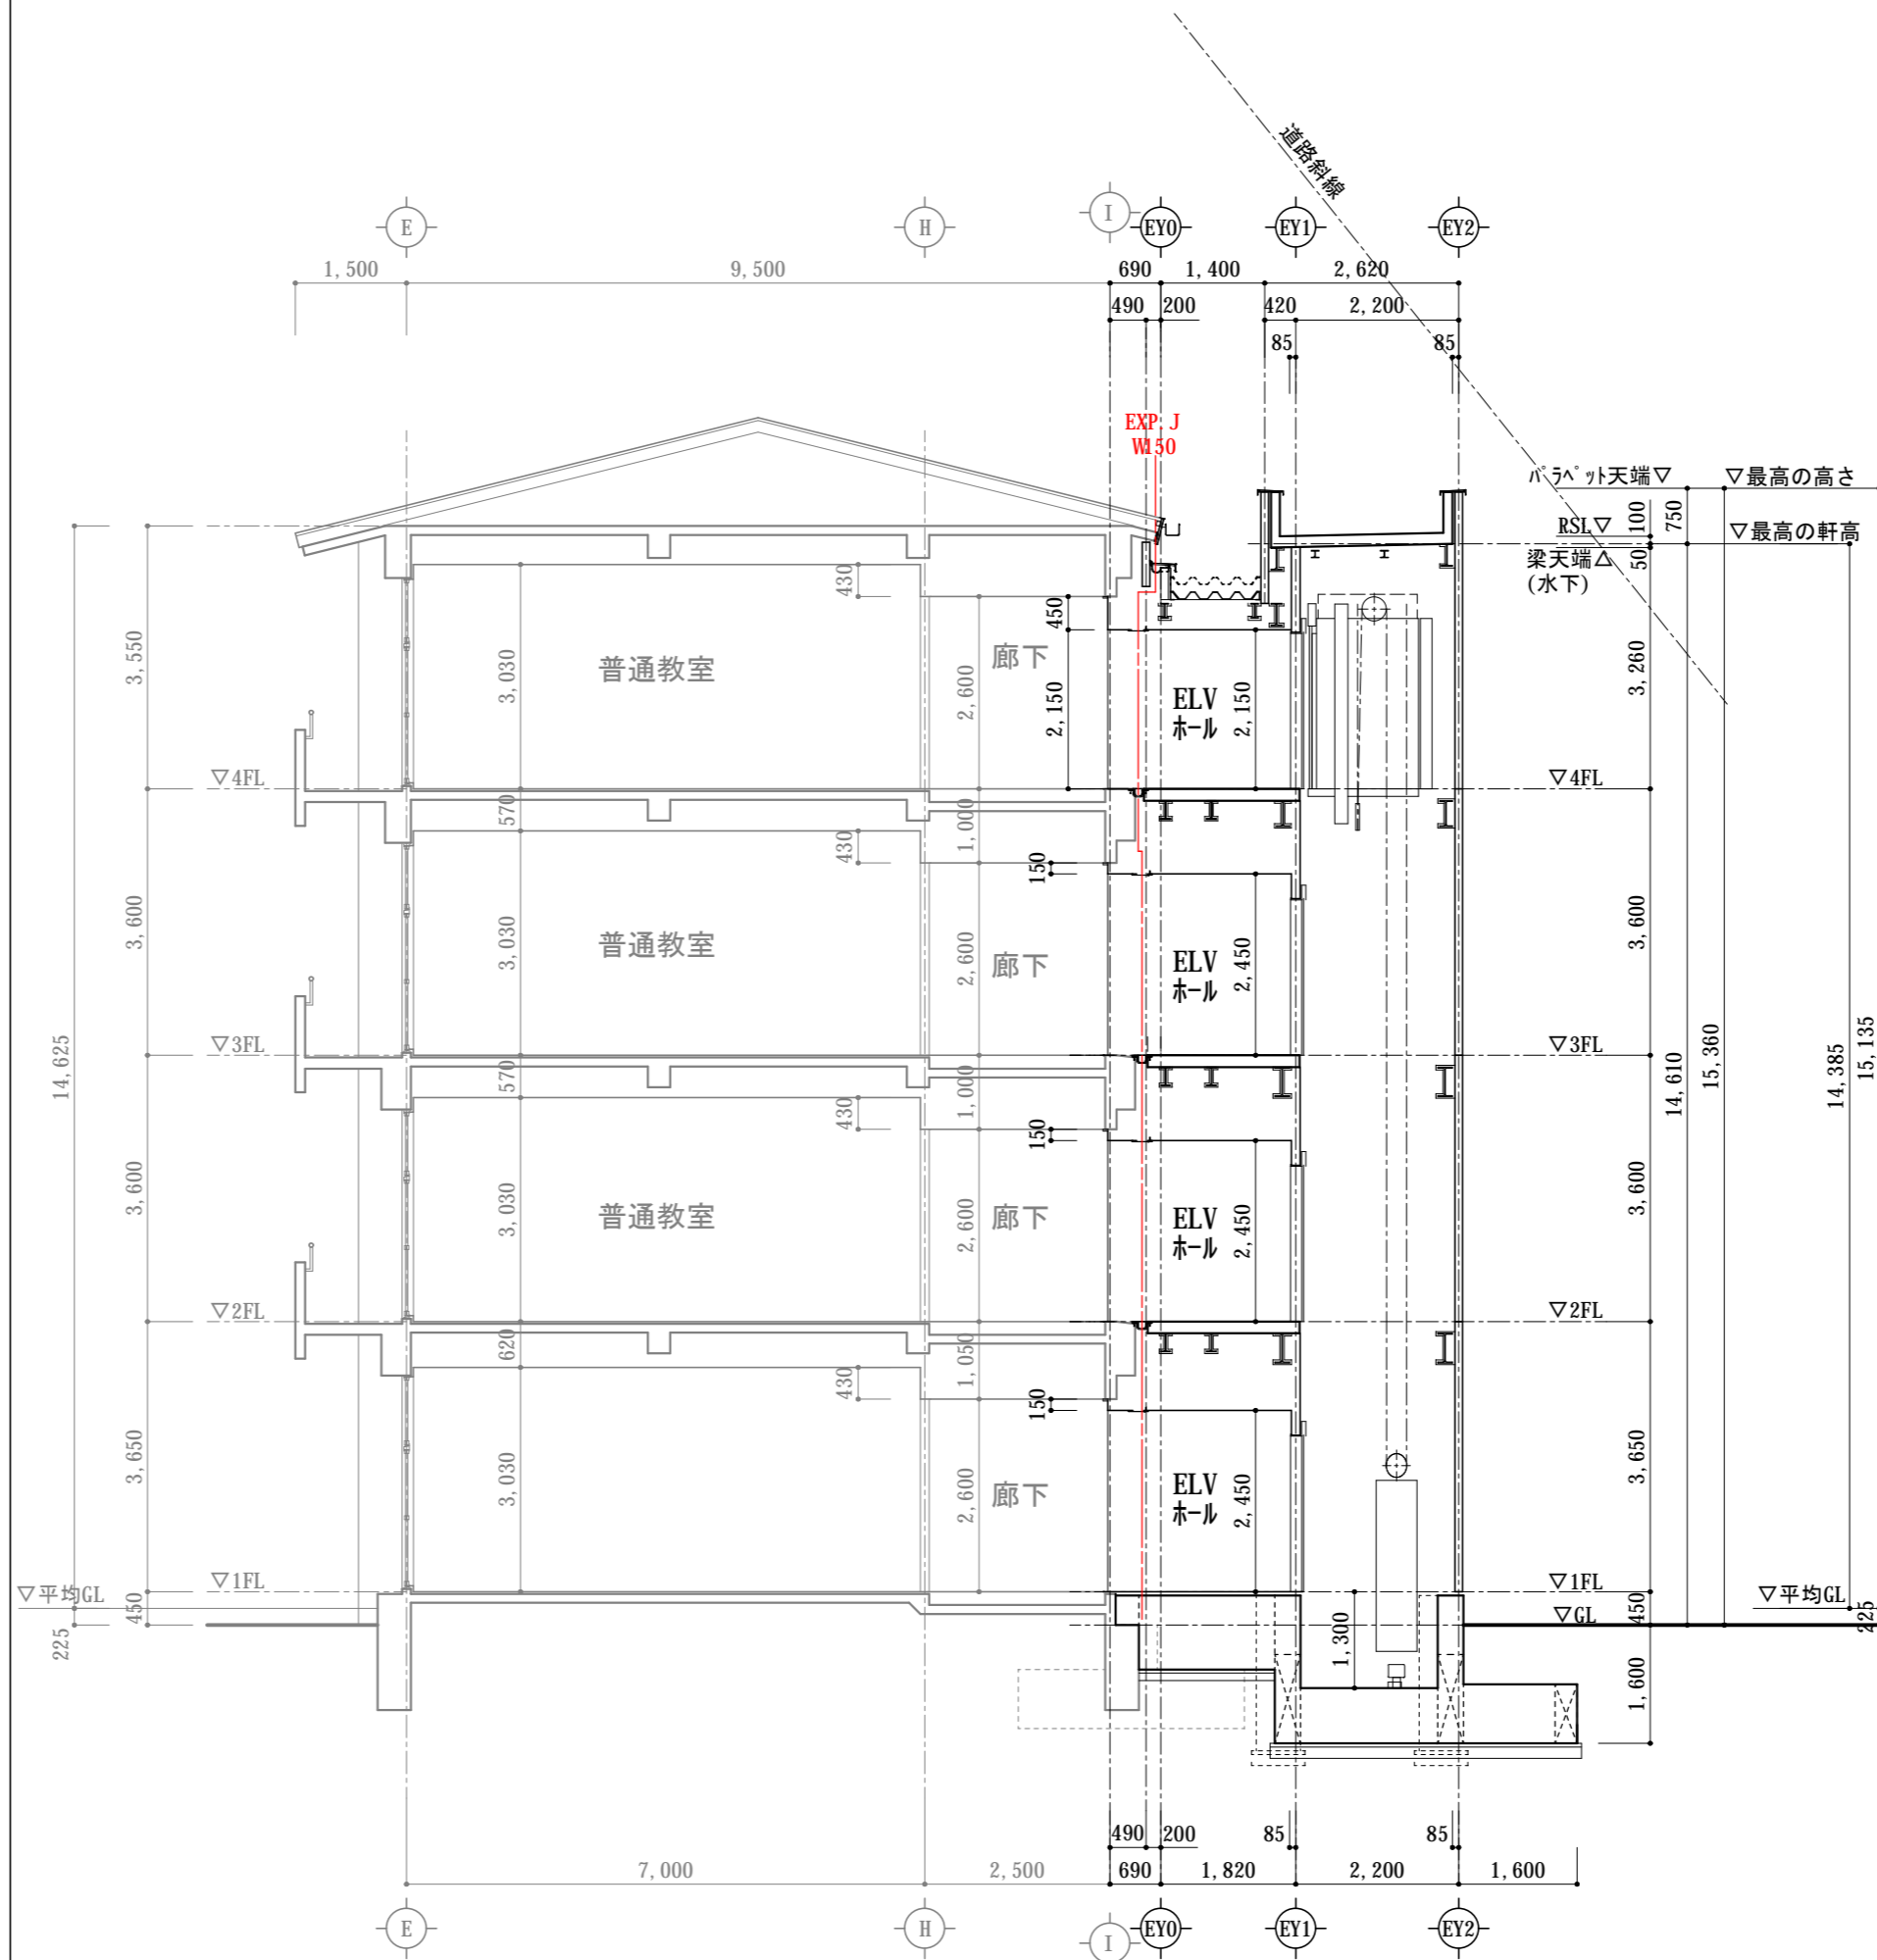 道路斜線
E
H
I
EY0
EY1
EY2
1,500
9,500
690
1,400
2,620
490
200
420
2,200
85
85
EXP.J
W150
パラペット天端▽
▽最高の高さ
RSL▽
100
750
▽最高の軒高
梁天端△
(水下)
50
430
450
3,550
3,030
普通教室
廊下
2,600
2,150
ELV
ホール
2,150
3,260
▽4FL
▽4FL
570
1,000
430
150
3,600
3,030
普通教室
2,600
廊下
ELV
ホール
2,450
3,600
14,625
▽3FL
▽3FL
570
1,000
14,610
15,360
14,385
15,135
430
150
3,600
3,030
普通教室
2,600
廊下
ELV
ホール
2,450
3,600
▽2FL
▽2FL
620
1,050
430
150
3,650
3,030
2,600
廊下
ELV
ホール
2,450
3,650
▽1FL
▽1FL
▽平均GL
450
225
▽GL
450
▽平均GL
225
1,300
1,600
490
200
85
85
7,000
2,500
690
1,820
2,200
1,600
E
H
I
EY0
EY1
EY2